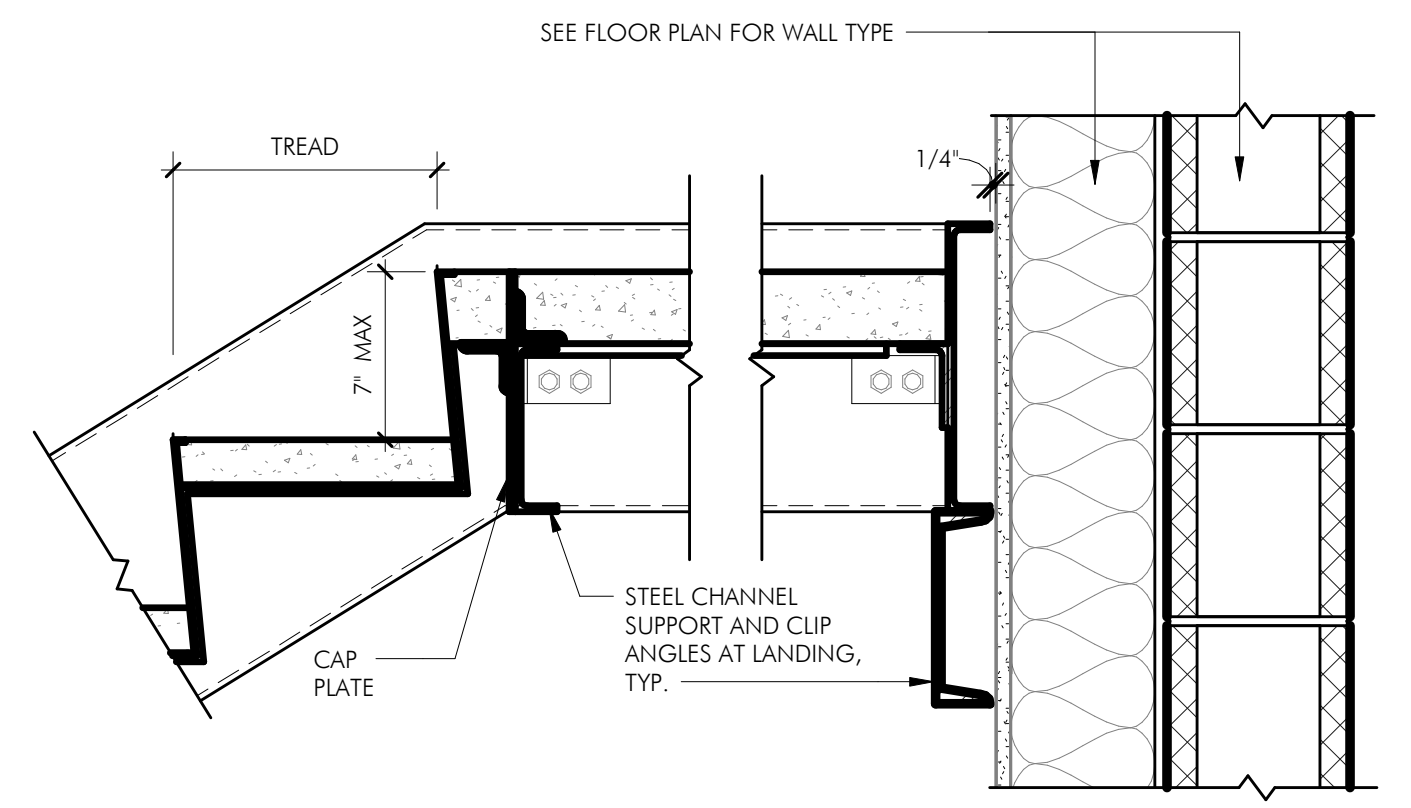 SEE FLOOR PLAN FOR WALL TYPE
TREAD
1/4"
7" MAX
STEEL CHANNEL
SUPPORT AND CLIP
ANGLES AT LANDING,
TYP.
CAP
PLATE